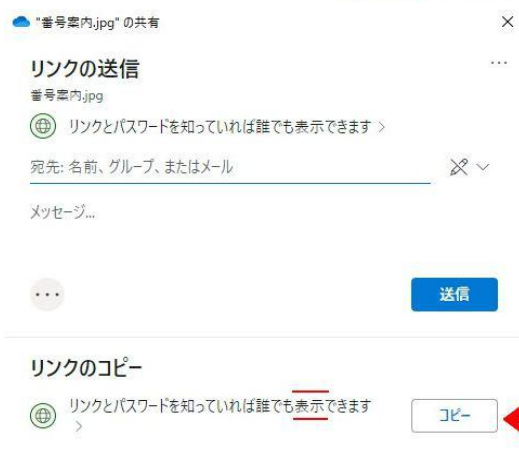 "番号案内.jpg" の共有
リンクの送信
番号案内.jpg
リンクとパスワードを知っていれば誰でも表示できます >
宛先: 名前、グループ、またはメール
メッセージ...
送信
リンクのコピー
リンクとパスワードを知っていれば誰でも表示できます
>
コピー